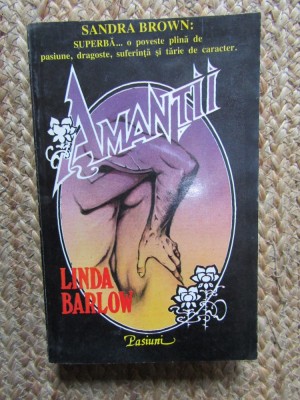 SANDRA BROWN:
SUPERBĂ... o poveste plină de
pasiune, dragoste, suferință și tărie de caracter.
AMANȚII
LINDA
BARLOW
Pasiuni